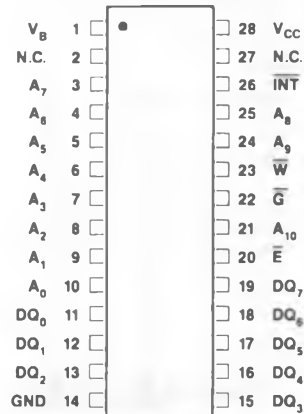 V_B 1 28 V_CC
N.C. 2 27 N.C.
A_7 3 26 I̅N̅T̅
A_6 4 25 A_8
A_5 5 24 A_9
A_4 6 23 W̅
A_3 7 22 G̅
A_2 8 21 A_10
A_1 9 20 E̅
A_0 10 19 DQ_7
DQ_0 11 18 DQ_6
DQ_1 12 17 DQ_5
DQ_2 13 16 DQ_4
GND 14 15 DQ_3